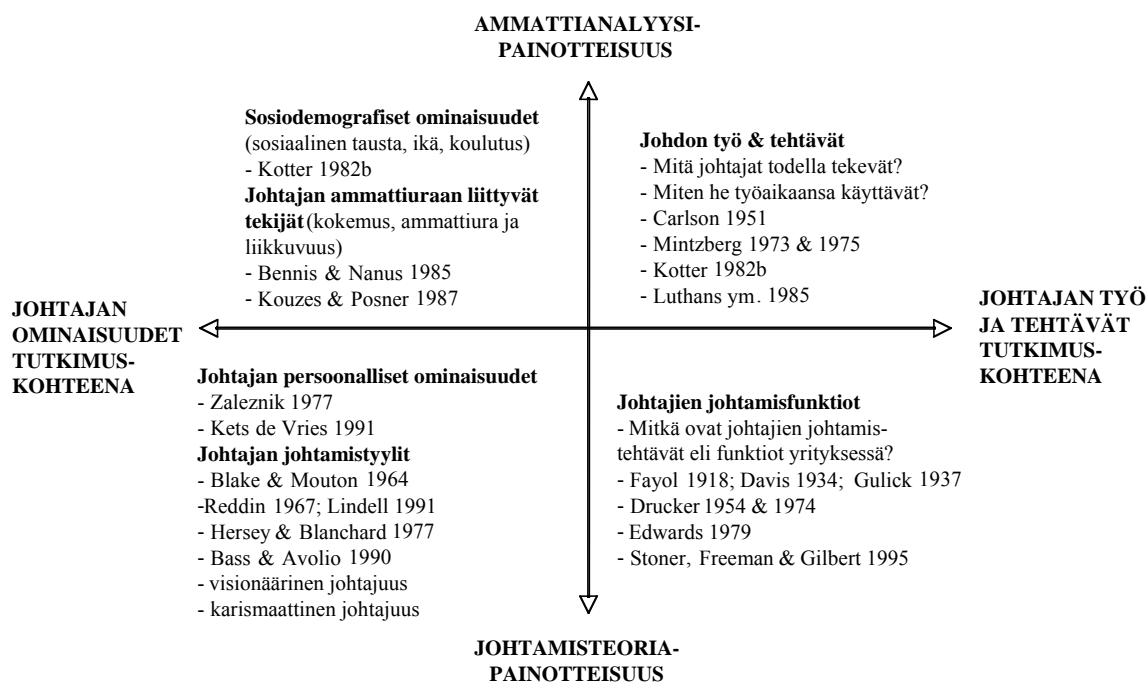 AMMATTIANALYYSI-
PAINOTTEISUUS
Sosiodemografiset ominaisuudet
(sosiaalinen tausta, ikä, koulutus)
- Kotter 1982b
Johtajan ammattiuraan liittyvät
tekijät (kokemus, ammattiura ja
liikkuvuus)
- Bennis & Nanus 1985
- Kouzes & Posner 1987
Johdon työ & tehtävät
- Mitä johtajat todella tekevät?
- Miten he työaikaansa käyttävät?
- Carlson 1951
- Mintzberg 1973 & 1975
- Kotter 1982b
- Luthans ym. 1985
JOHTAJAN
OMINAISUUDET
TUTKIMUS-
KOHTEENA
JOHTAJAN TYÖ
JA TEHTÄVÄT
TUTKIMUS-
KOHTEENA
Johtajan persoonalliset ominaisuudet
- Zaleznik 1977
- Kets de Vries 1991
Johtajan johtamistyylit
- Blake & Mouton 1964
-Reddin 1967; Lindell 1991
- Hersey & Blanchard 1977
- Bass & Avolio 1990
- visionäärinen johtajuus
- karismaattinen johtajuus
Johtajien johtamisfunktiot
- Mitkä ovat johtajien johtamis-
tehtävät eli funktiot yrityksessä?
- Fayol 1918; Davis 1934; Gulick 1937
- Drucker 1954 & 1974
- Edwards 1979
- Stoner, Freeman & Gilbert 1995
JOHTAMISTEORIA-
PAINOTTEISUUS